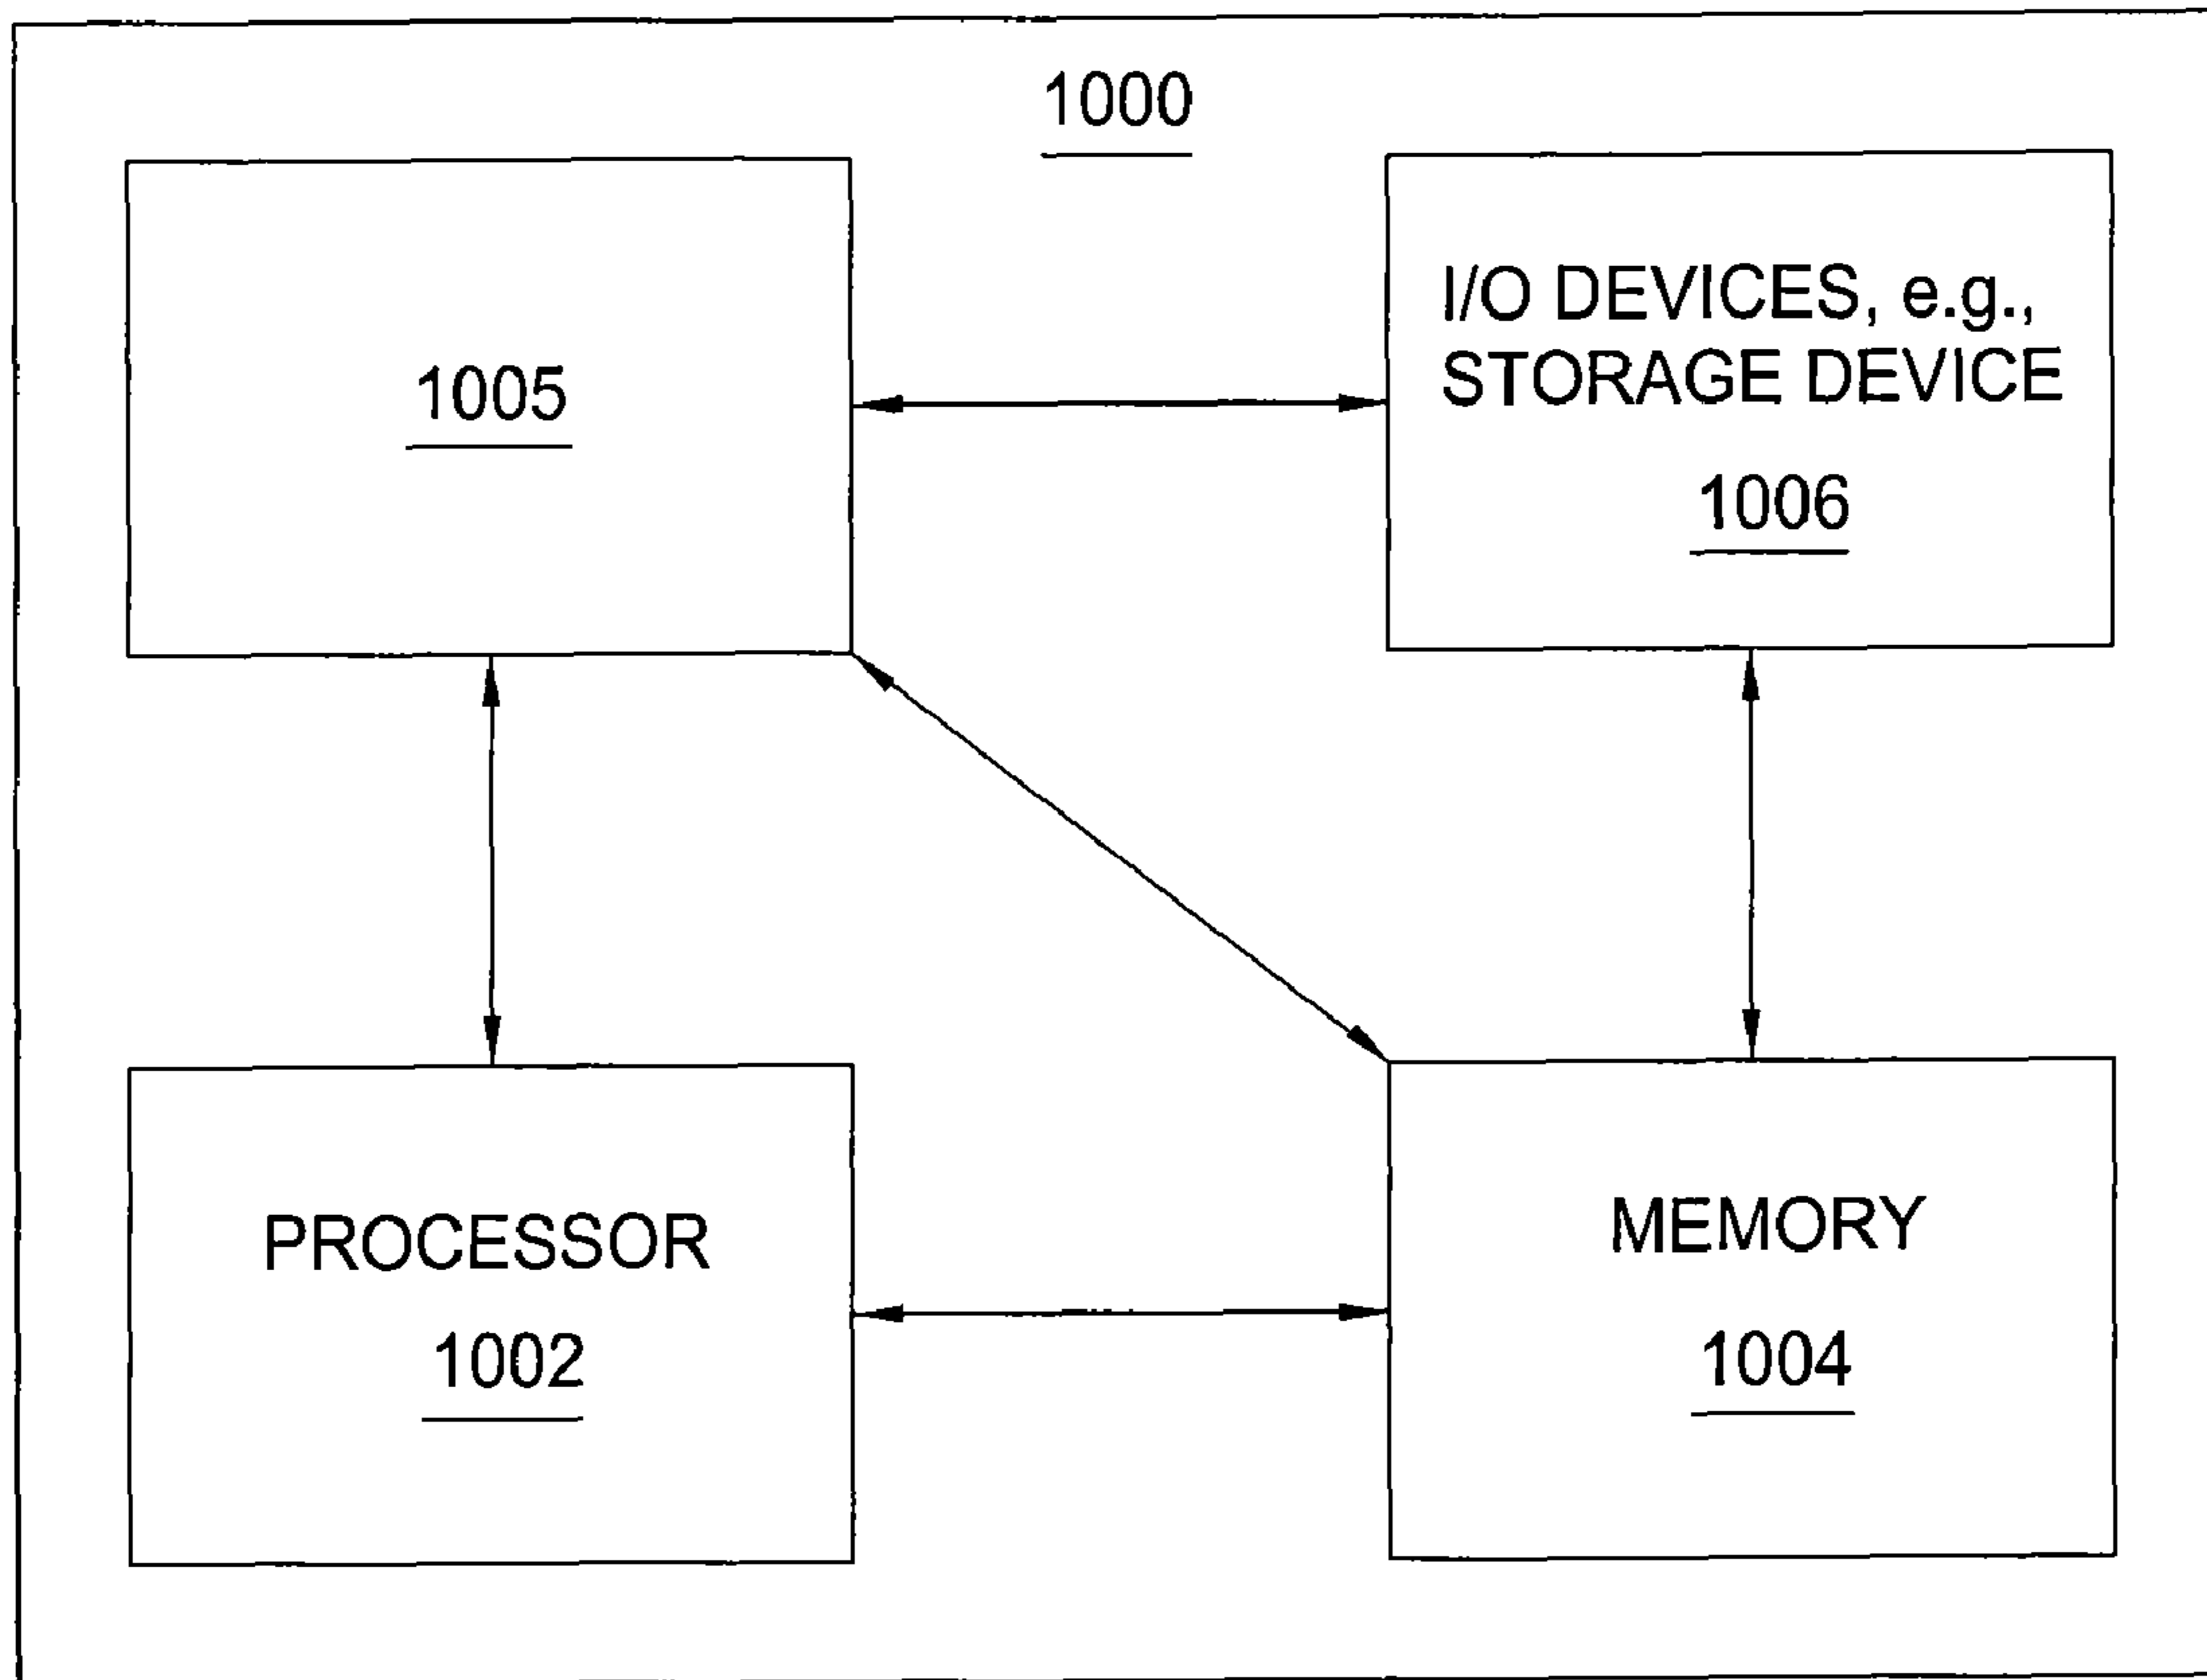 1000
1005
I/O DEVICES, e.g.,
STORAGE DEVICE
1006
PROCESSOR
1002
MEMORY
1004